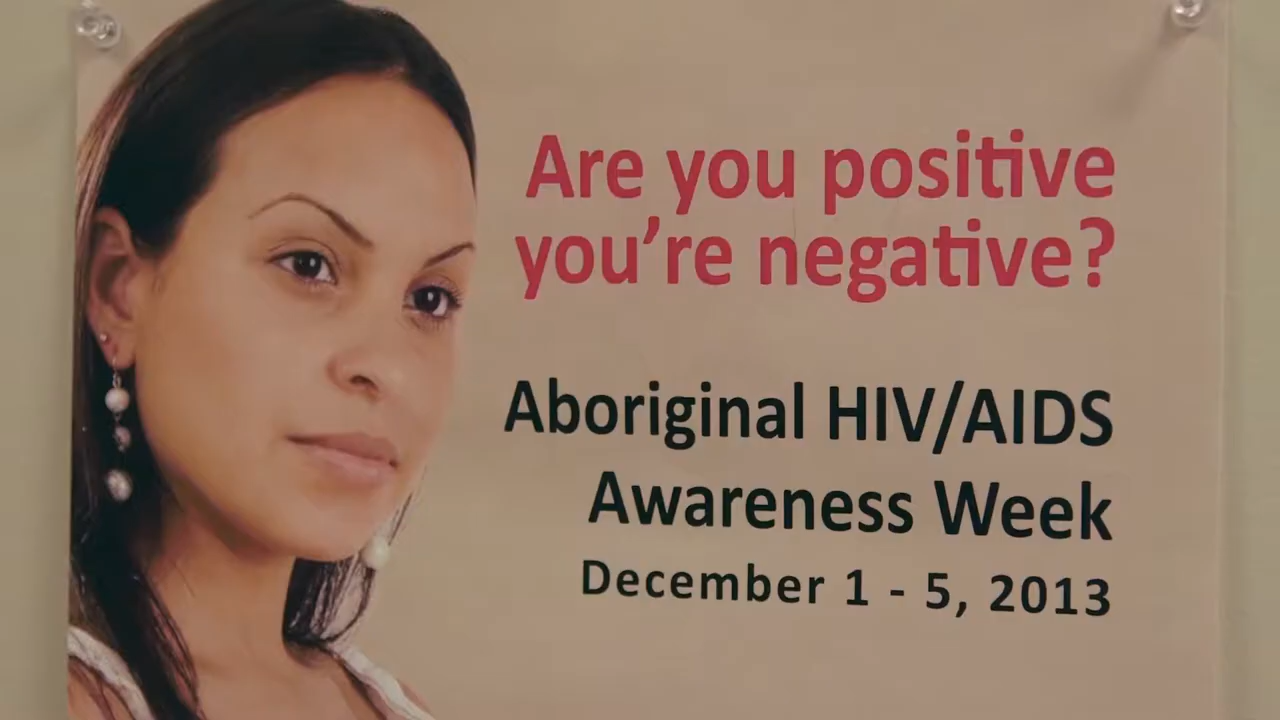 Are you positive
you're negative?
Aboriginal HIV/AIDS
Awareness Week
December 1 - 5, 2013